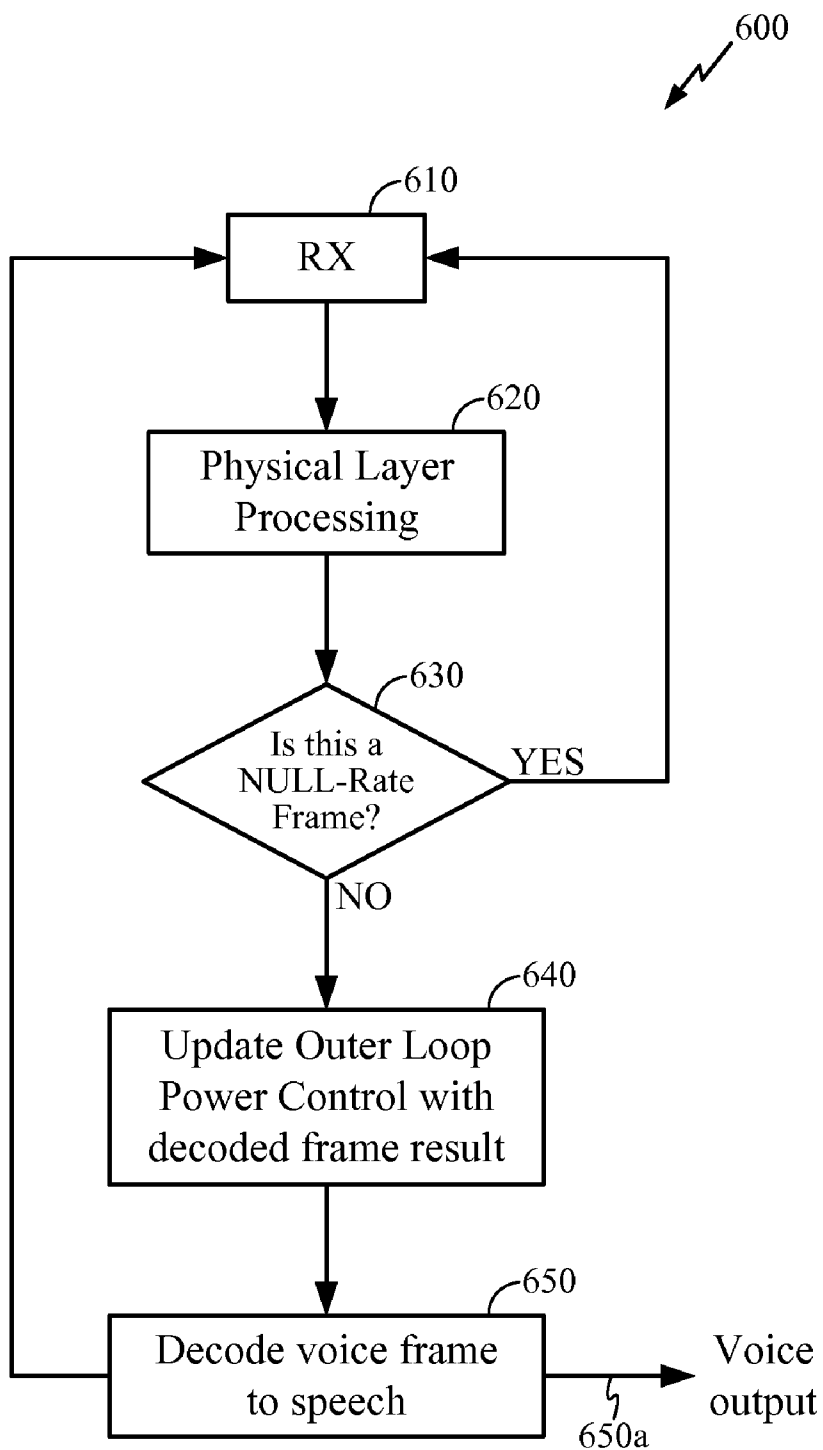 600
610
RX
620
Physical Layer
Processing
630
Is this a
NULL-Rate
Frame?
YES
NO
640
Update Outer Loop
Power Control with
decoded frame result
650
Decode voice frame
to speech
Voice
output
650a